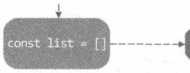 const list = []